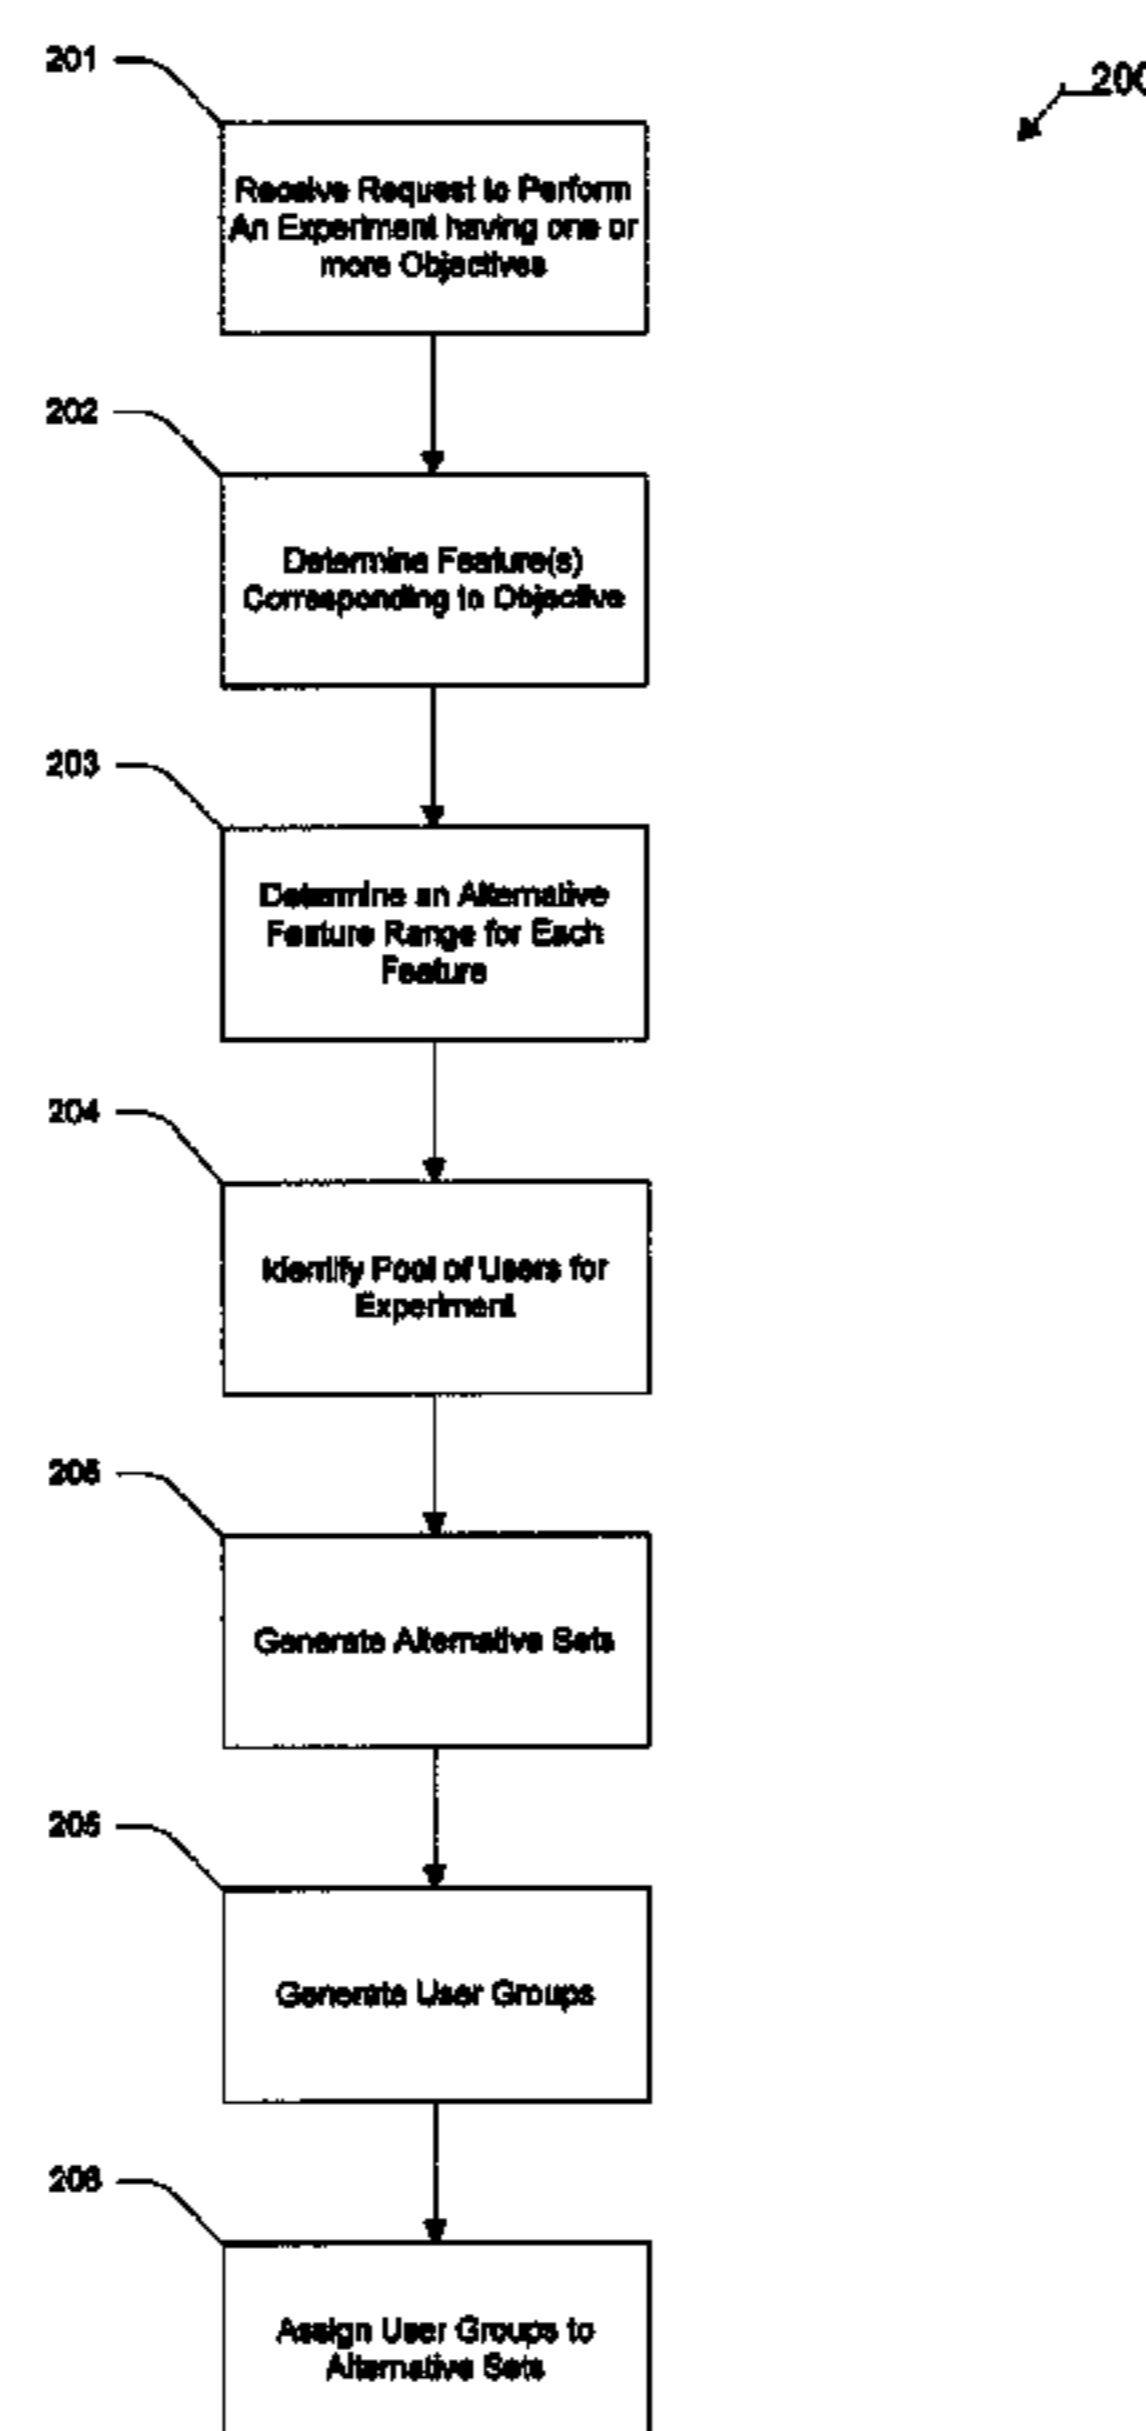 201
200
Receive Request to Perform
An Experiment having one or
more Objectives
202
Determine Feature(s)
Corresponding to Objective
203
Determine an Alternative
Feature Range for Each
Feature
204
Identify Pool of Users for
Experiment
Generate Alternative Sets
Generate User Groups
Assign User Groups to
Alternative Sets